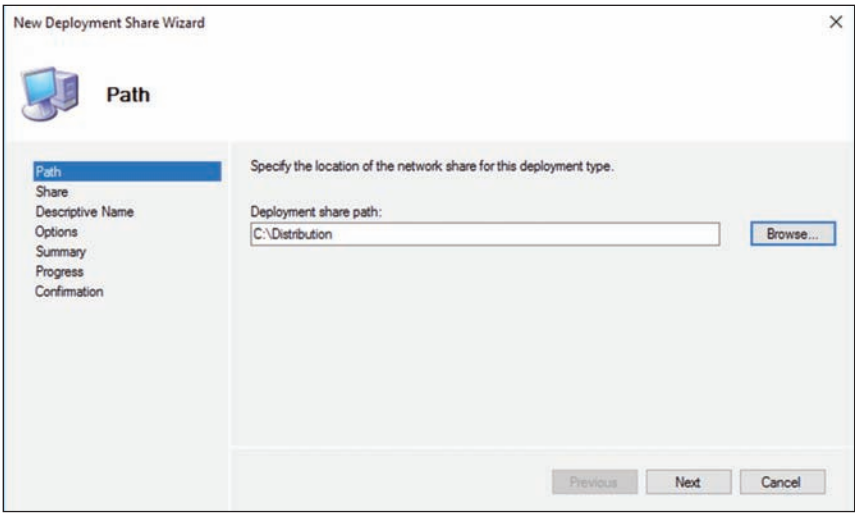 New Deployment Share Wizard
Path
Path
Share
Descriptive Name
Options
Summary
Progress
Confirmation
Specify the location of the network share for this deployment type.
Deployment share path:
C:\Distribution
Browse...
Previous
Next
Cancel